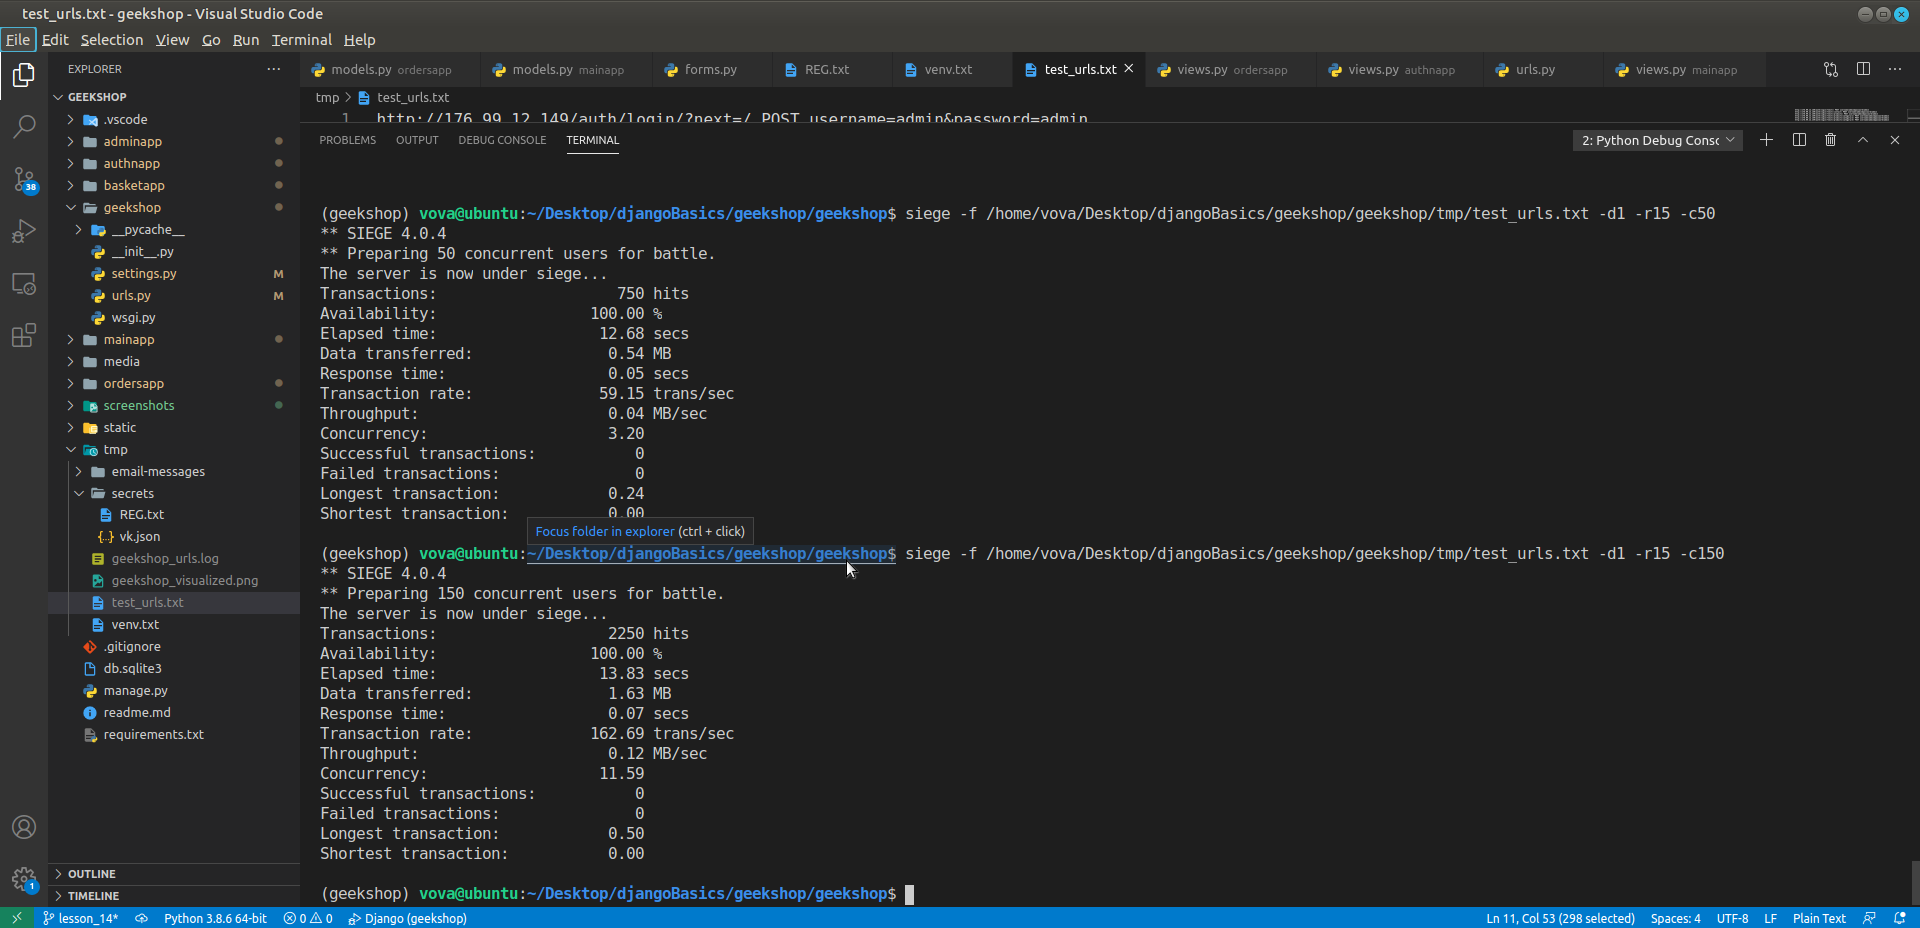 test_urls.txt - geekshop - Visual Studio Code
File Edit Selection View Go Run Terminal Help
EXPLORER
GEEKSHOP
.vscode
adminapp
authnapp
basketapp
geekshop
__pycache__
__init__.py
settings.py M
urls.py M
wsgi.py
mainapp
media
ordersapp
screenshots
static
tmp
email-messages
secrets
REG.txt
{..} vk.json
geekshop_urls.log
geekshop_visualized.png
test_urls.txt
venv.txt
.gitignore
db.sqlite3
manage.py
readme.md
requirements.txt
OUTLINE
TIMELINE
38
1
models.py ordersapp models.py mainapp forms.py REG.txt venv.txt test_urls.txt views.py ordersapp views.py authnapp urls.py views.py mainapp
tmp > test_urls.txt
1 http://176.99.12.149/auth/login/?next=/ POST username=admin&password=admin
PROBLEMS OUTPUT DEBUG CONSOLE TERMINAL 2: Python Debug Consc
(geekshop) vova@ubuntu:~/Desktop/djangoBasics/geekshop/geekshop$ siege -f /home/vova/Desktop/djangoBasics/geekshop/geekshop/tmp/test_urls.txt -d1 -r15 -c50
** SIEGE 4.0.4
** Preparing 50 concurrent users for battle.
The server is now under siege...
Transactions: 750 hits
Availability: 100.00 %
Elapsed time: 12.68 secs
Data transferred: 0.54 MB
Response time: 0.05 secs
Transaction rate: 59.15 trans/sec
Throughput: 0.04 MB/sec
Concurrency: 3.20
Successful transactions: 0
Failed transactions: 0
Longest transaction: 0.24
Shortest transaction: 0.00
Focus folder in explorer (ctrl + click)
(geekshop) vova@ubuntu:~/Desktop/djangoBasics/geekshop/geekshop$ siege -f /home/vova/Desktop/djangoBasics/geekshop/geekshop/tmp/test_urls.txt -d1 -r15 -c150
** SIEGE 4.0.4
** Preparing 150 concurrent users for battle.
The server is now under siege...
Transactions: 2250 hits
Availability: 100.00 %
Elapsed time: 13.83 secs
Data transferred: 1.63 MB
Response time: 0.07 secs
Transaction rate: 162.69 trans/sec
Throughput: 0.12 MB/sec
Concurrency: 11.59
Successful transactions: 0
Failed transactions: 0
Longest transaction: 0.50
Shortest transaction: 0.00
(geekshop) vova@ubuntu:~/Desktop/djangoBasics/geekshop/geekshop$
lesson_14* Python 3.8.6 64-bit 0 0 Django (geekshop) Ln 11, Col 53 (298 selected) Spaces: 4 UTF-8 LF Plain Text